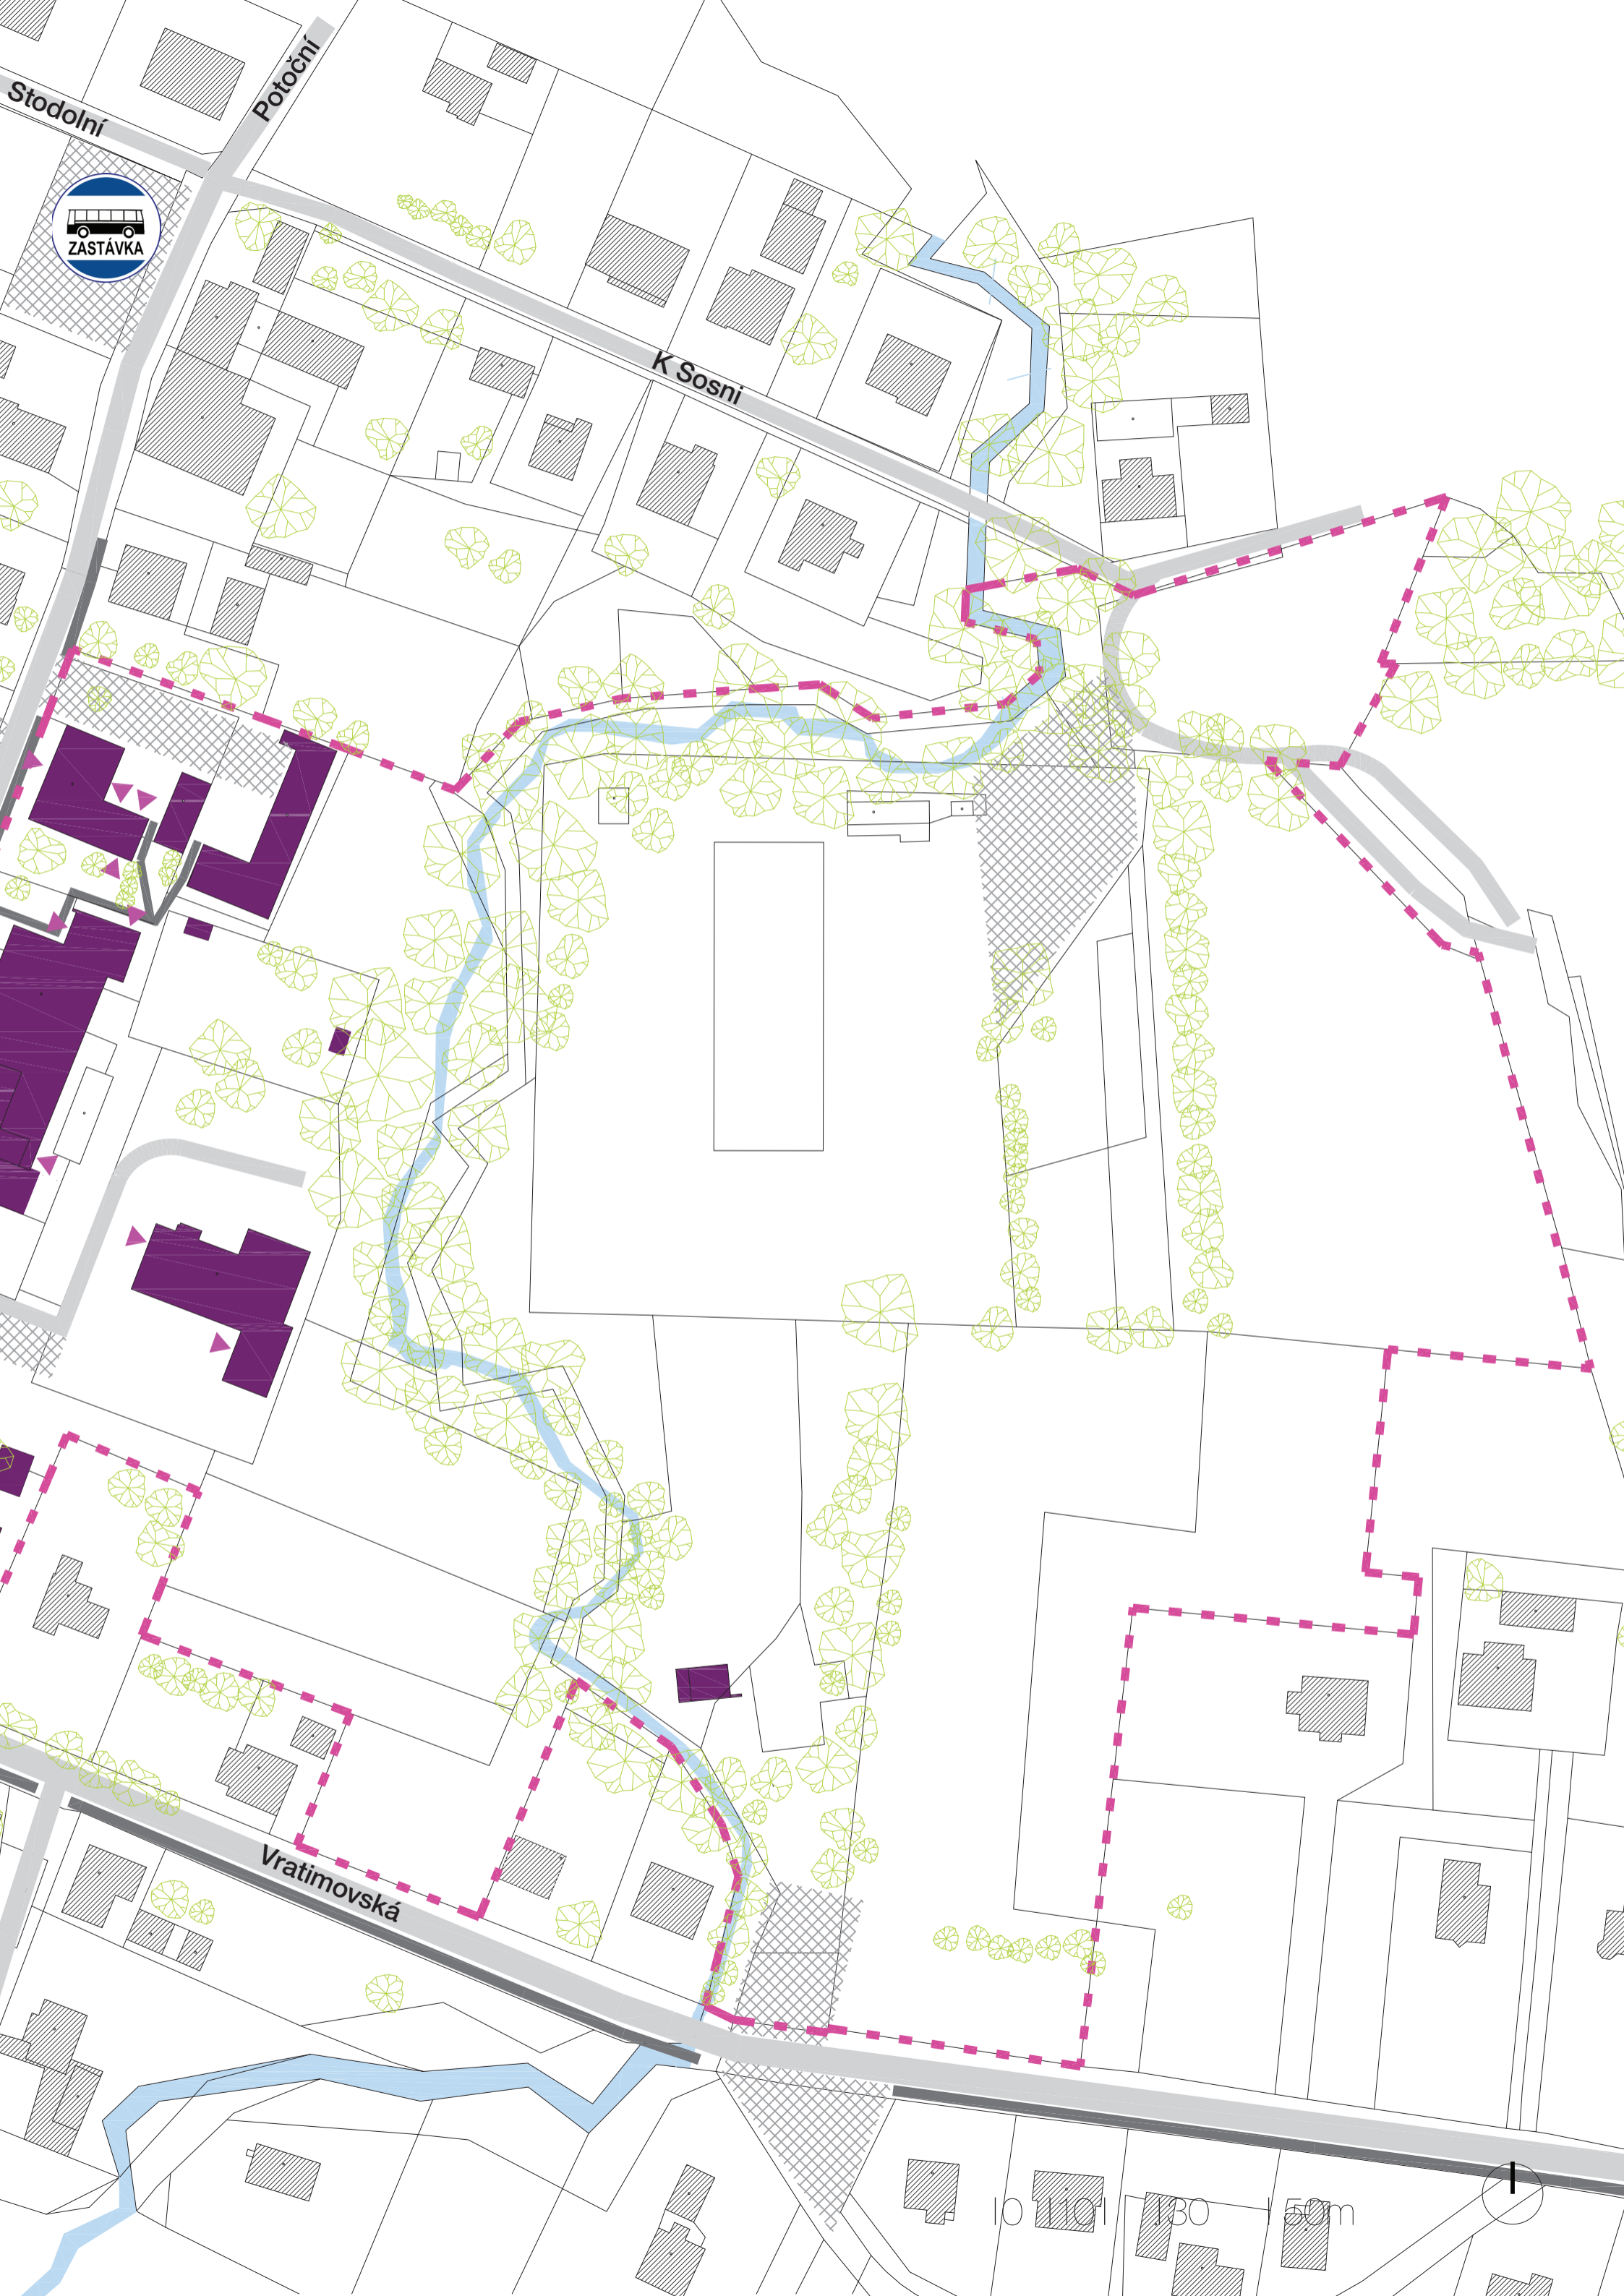 Potoční
Stodolní
ZASTÁVKA
K Sosni
Vratimovská
0 10 30 50m